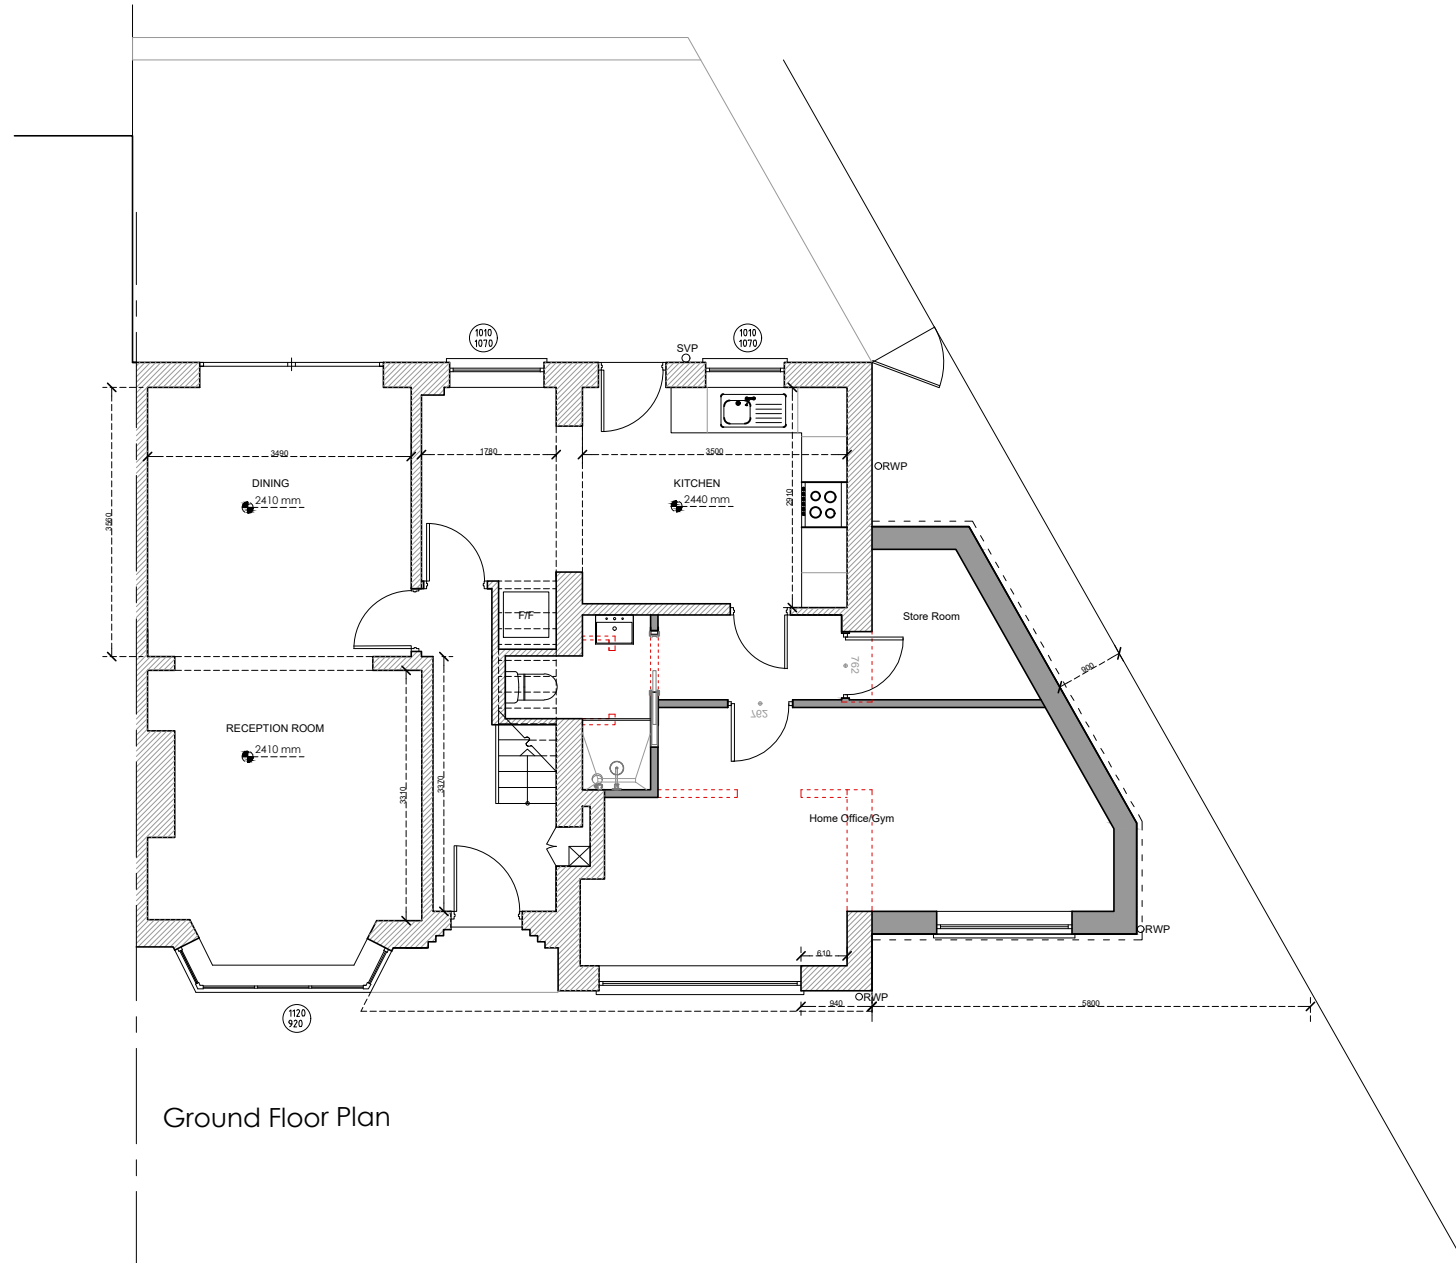 1010
1070
SVP
1010
1070
3490
1780
3500
ORWP
DINING
2410 mm
KITCHEN
2440 mm
2910
3560
F/F
Store Room
762
900
762
RECEPTION ROOM
2410 mm
3310
3370
Home Office/Gym
ORWP
610
ORWP
940
5800
1120
920
Ground Floor Plan